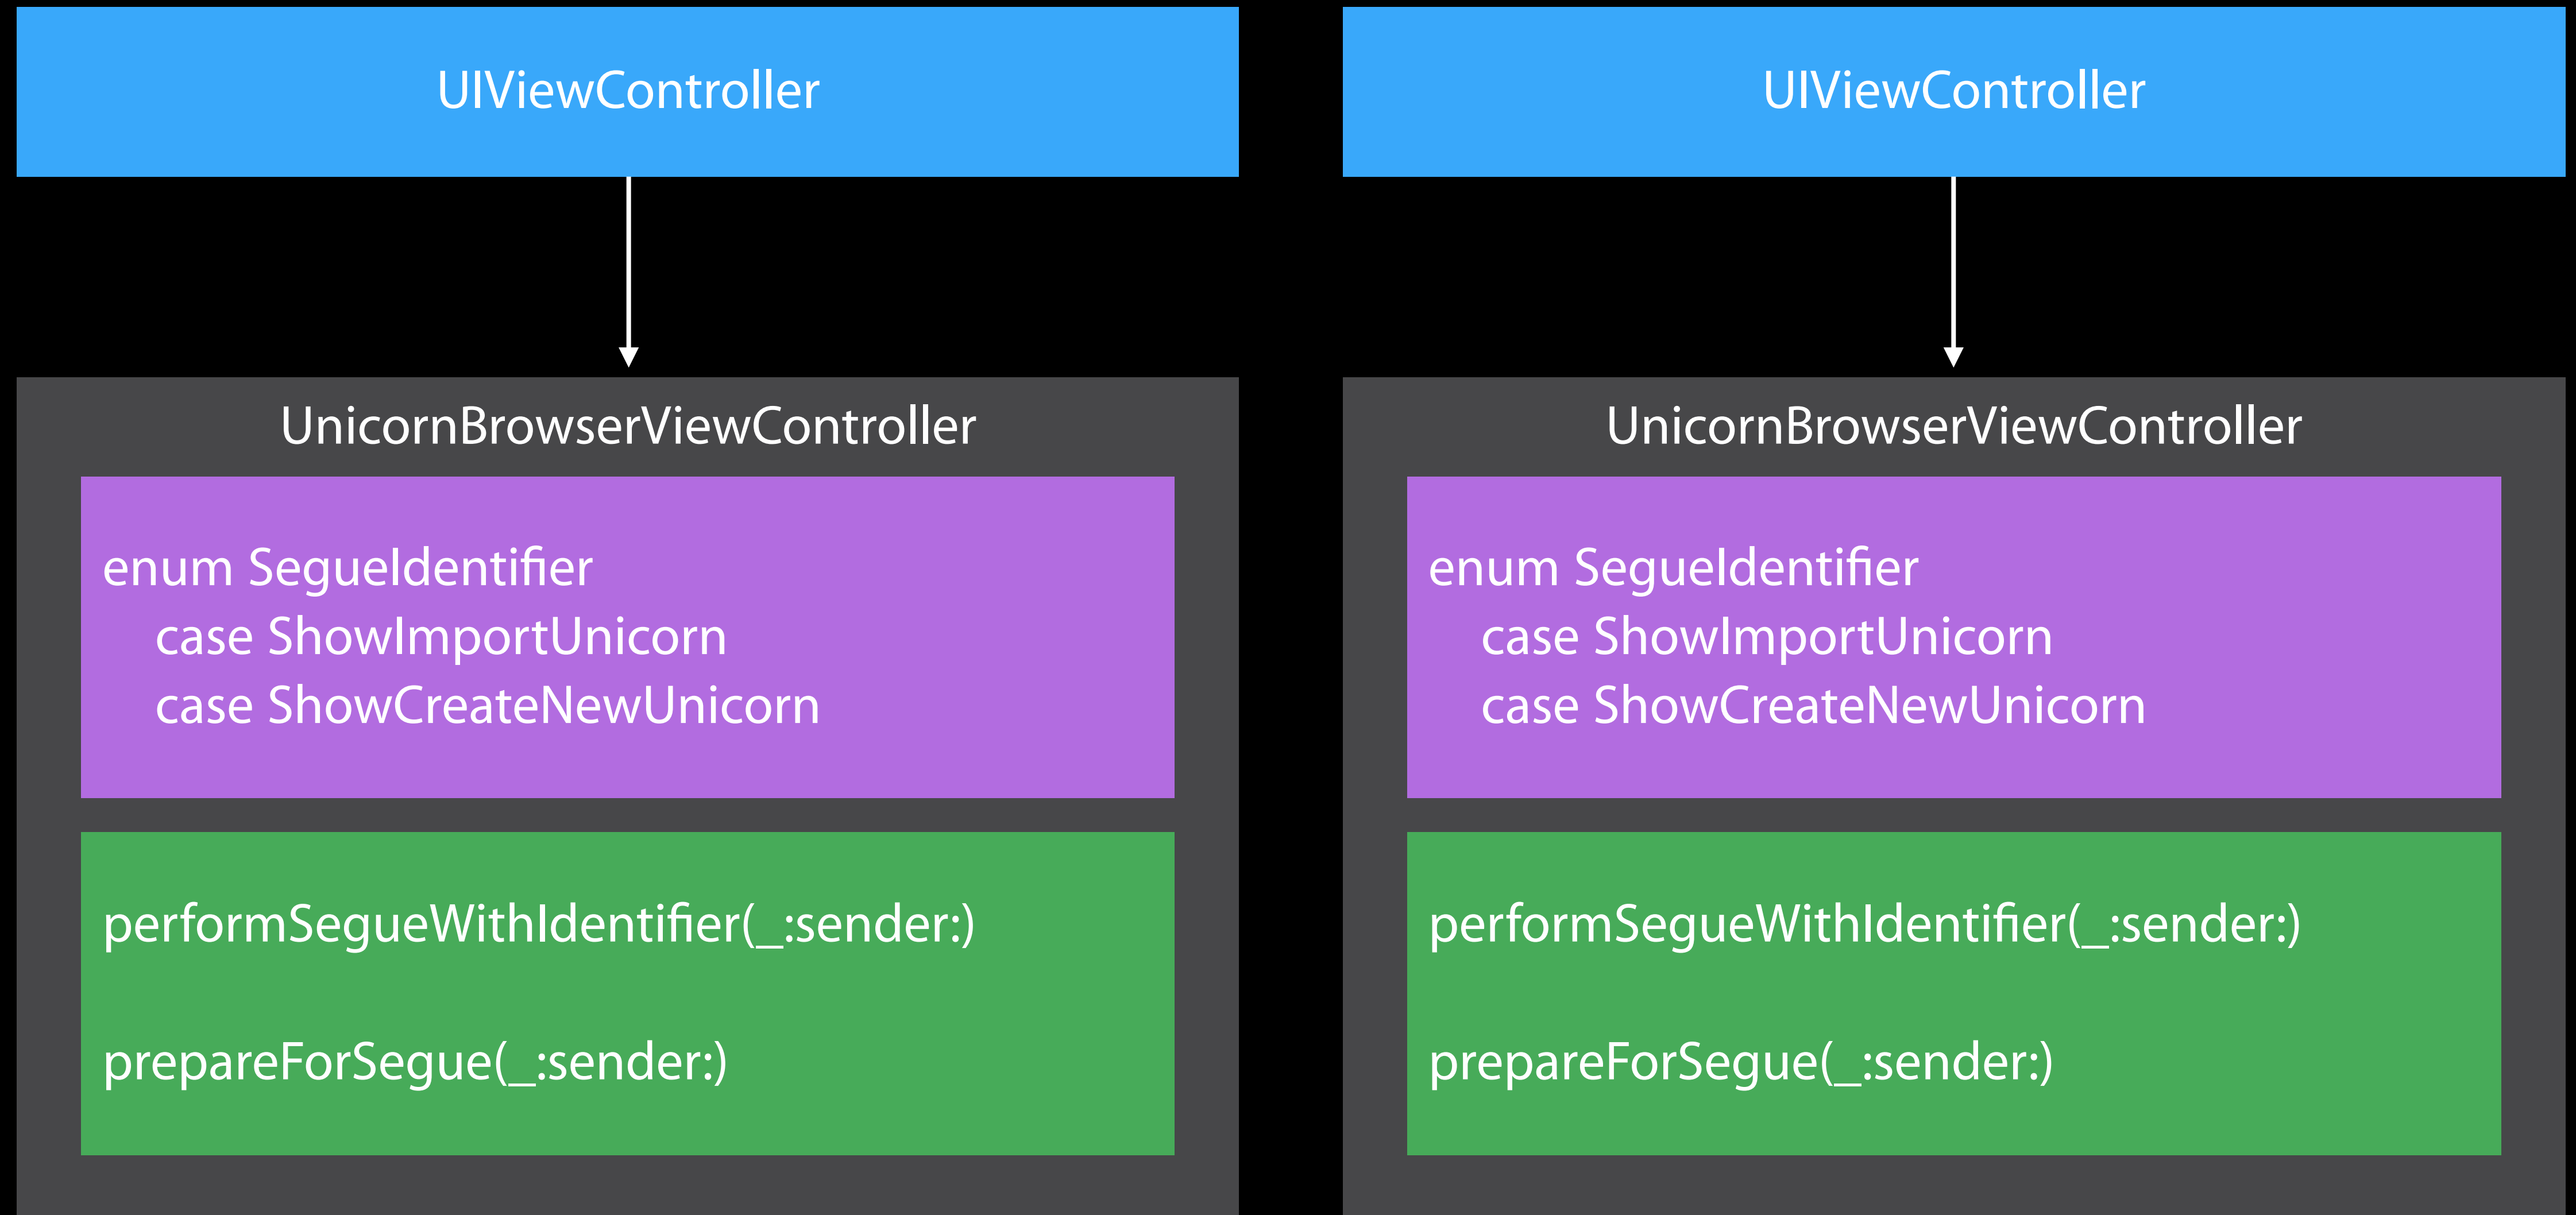 UIViewController
UnicornBrowserViewController
enum SegueIdentifier
case ShowImportUnicorn
case ShowCreateNewUnicorn
performSegueWithIdentifier(_:sender:)
prepareForSegue(_:sender:)
UIViewController
UnicornBrowserViewController
enum SegueIdentifier
case ShowImportUnicorn
case ShowCreateNewUnicorn
performSegueWithIdentifier(_:sender:)
prepareForSegue(_:sender:)